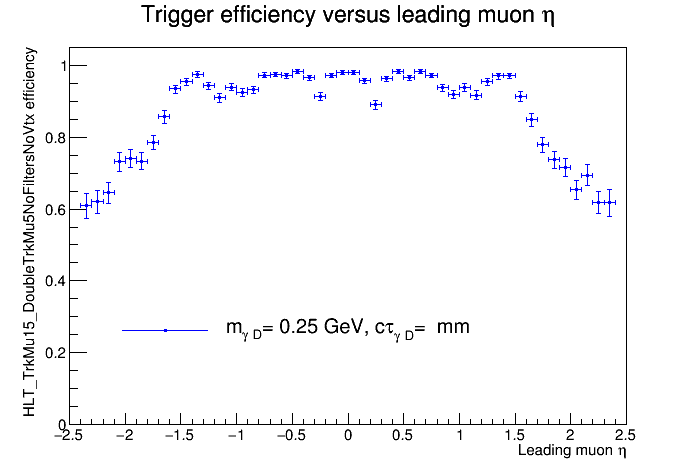 Trigger efficiency versus leading muon η
HLT_TrkMu15_DoubleTrkMu5NoFiltersNoVtx efficiency
1
0.8
0.6
0.4
0.2
0
m_γ D= 0.25 GeV, cτ_γ D=  mm
−2.5 −2 −1.5 −1 −0.5 0 0.5 1 1.5 2 2.5
Leading muon η